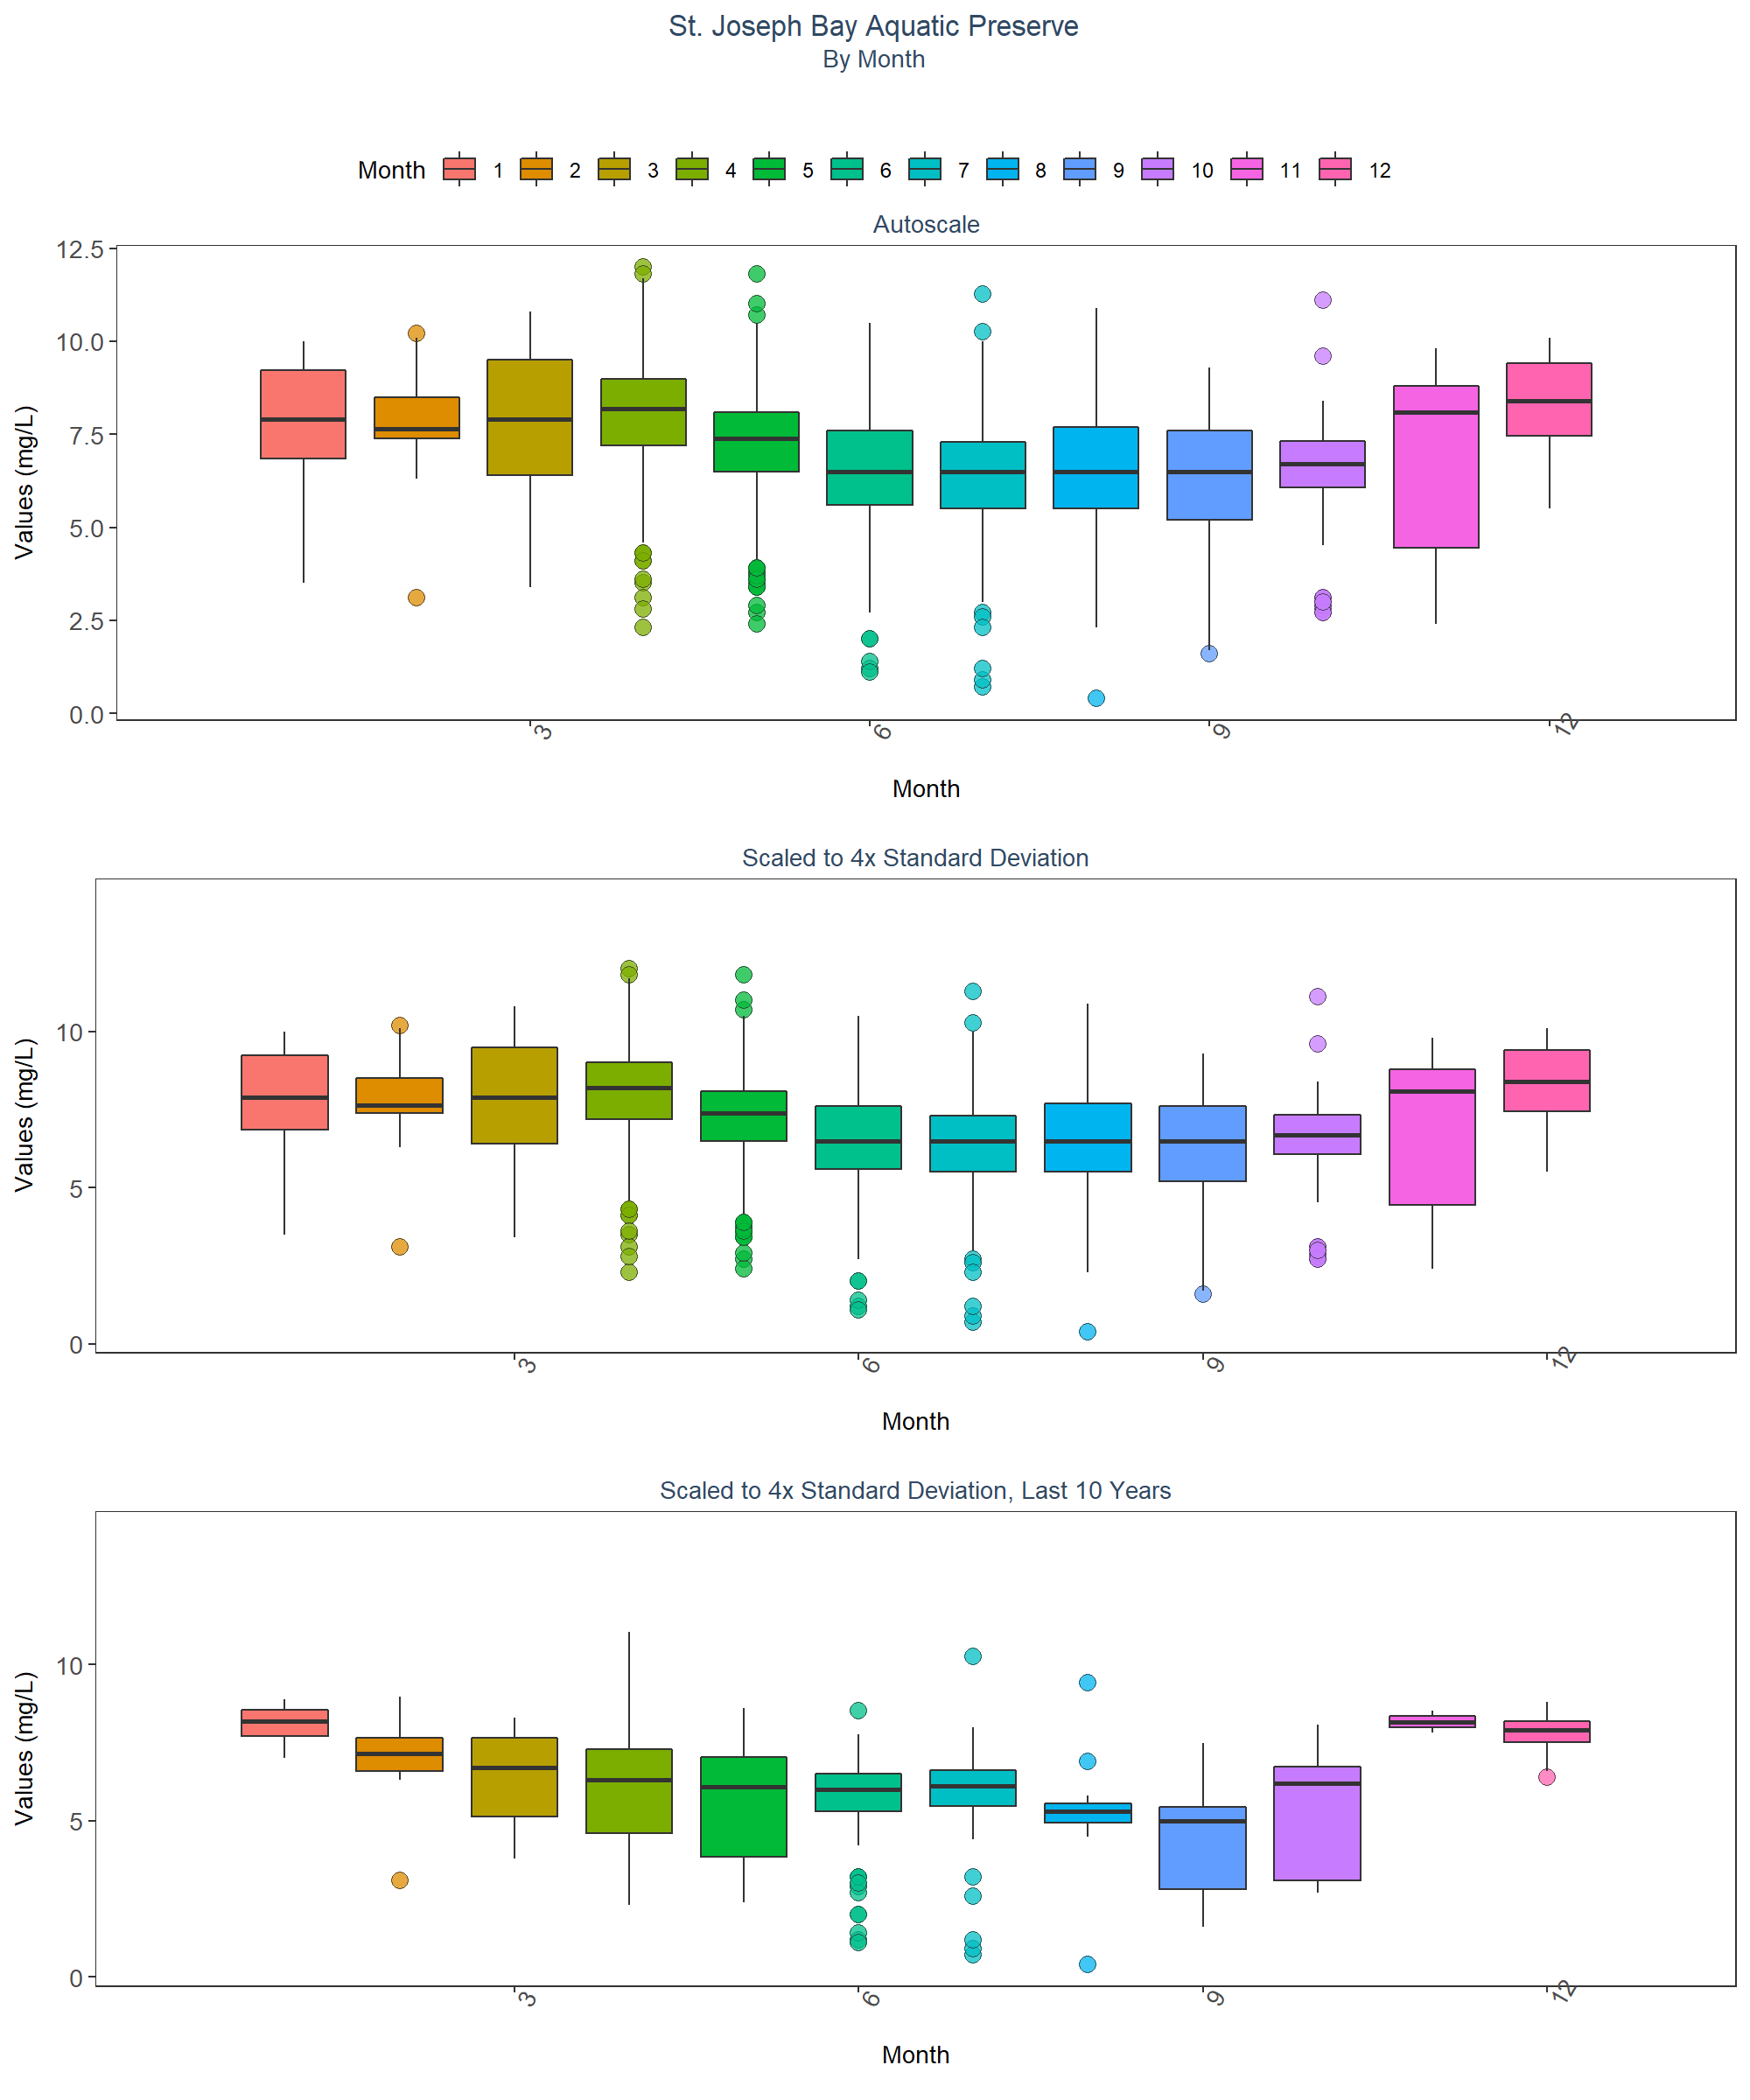 St. Joseph Bay Aquatic Preserve
By Month
Month 1 2 3 4 5 6 7 8 9 10 11 12
Autoscale
12.5
10.0
7.5
5.0
2.5
0.0
Values (mg/L)
3 6 9 12
Month
Scaled to 4x Standard Deviation
10
5
0
Values (mg/L)
3 6 9 12
Month
Scaled to 4x Standard Deviation, Last 10 Years
10
5
0
Values (mg/L)
3 6 9 12
Month